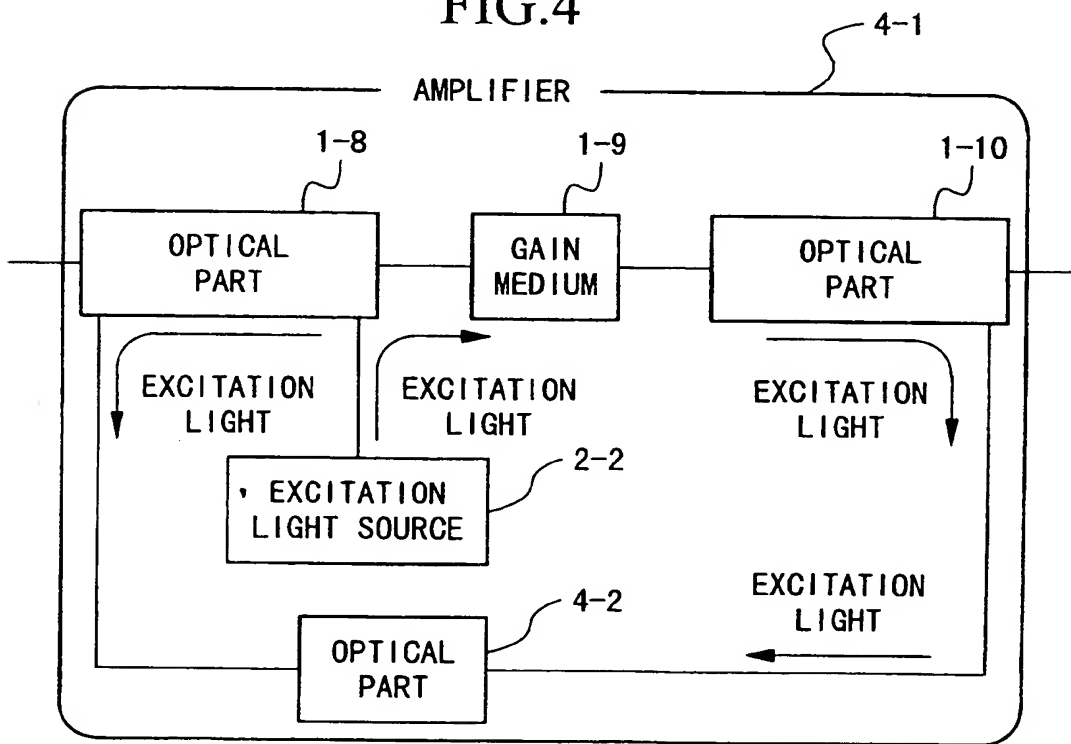 FIG.4
4-1
AMPLIFIER
1-8
1-9
1-10
OPTICAL
PART
GAIN
MEDIUM
OPTICAL
PART
EXCITATION
LIGHT
EXCITATION
LIGHT
EXCITATION
LIGHT
2-2
EXCITATION
LIGHT SOURCE
EXCITATION
LIGHT
4-2
OPTICAL
PART